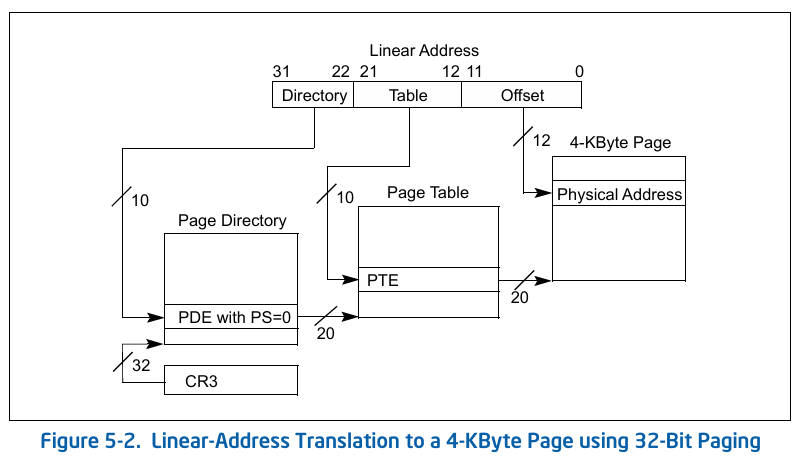 Linear Address
31 22 21 12 11 0
Directory Table Offset
12
4-KByte Page
10
10
Page Table
Physical Address
Page Directory
PTE
20
PDE with PS=0
20
32
CR3
Figure 5-2. Linear-Address Translation to a 4-KByte Page using 32-Bit Paging